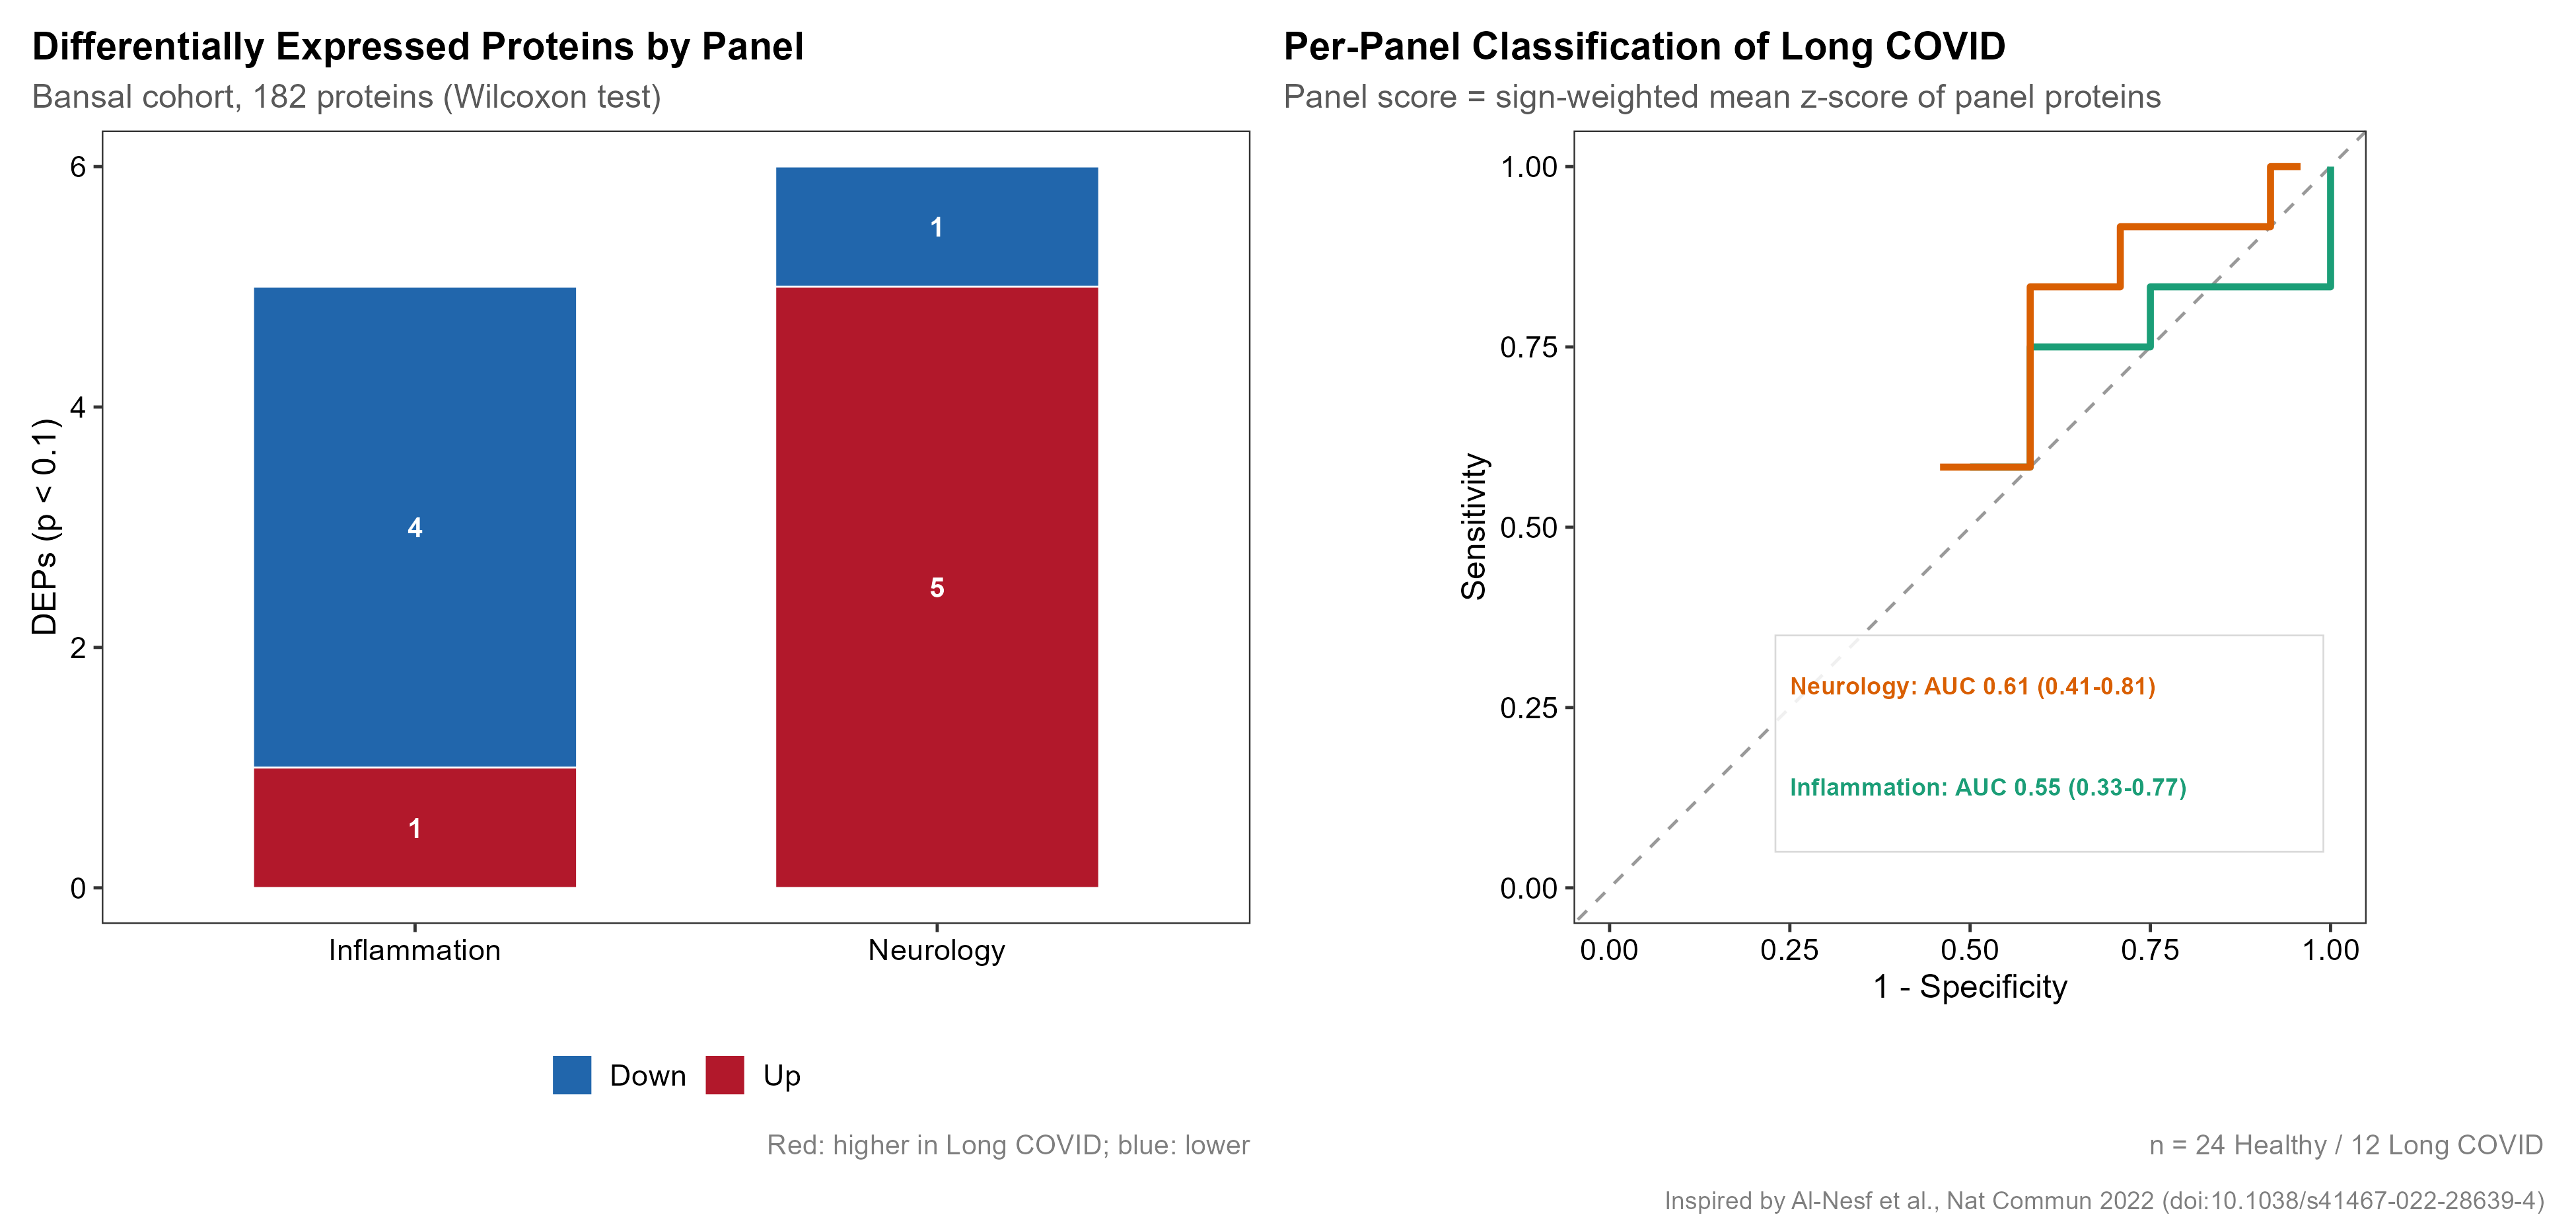 Differentially Expressed Proteins by Panel
Bansal cohort, 182 proteins (Wilcoxon test)
DEPs (p < 0.1)
6
4
2
0
1
4
5
1
Inflammation
Neurology
Down
Up
Red: higher in Long COVID; blue: lower
Per-Panel Classification of Long COVID
Panel score = sign-weighted mean z-score of panel proteins
Sensitivity
1.00
0.75
0.50
0.25
0.00
Neurology: AUC 0.61 (0.41-0.81)
Inflammation: AUC 0.55 (0.33-0.77)
0.00
0.25
0.50
0.75
1.00
1 - Specificity
n = 24 Healthy / 12 Long COVID
Inspired by Al-Nesf et al., Nat Commun 2022 (doi:10.1038/s41467-022-28639-4)